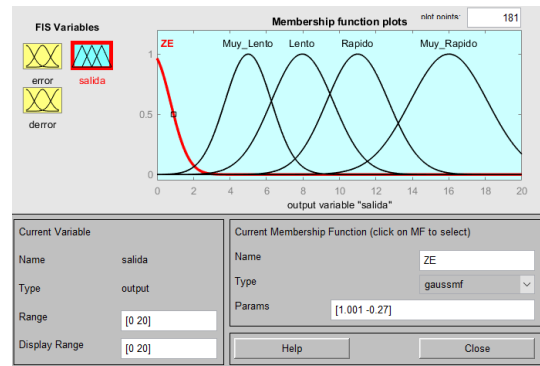 FIS Variables
Membership function plots
plot points:
181
ZE
Muy_Lento
Lento
Rapido
Muy_Rapido
error
salida
derror
1
0.5
0
0 2 4 6 8 10 12 14 16 18 20
output variable "salida"
Current Variable
Name salida
Type output
Range [0 20]
Display Range [0 20]
Current Membership Function (click on MF to select)
Name ZE
Type gaussmf
Params [1.001 -0.27]
Help
Close